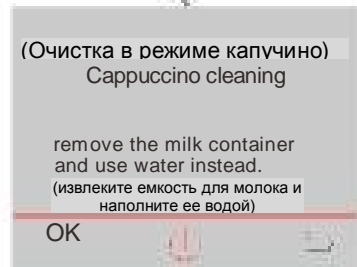 (Очистка в режиме капучино)
Cappuccino cleaning
remove the milk container
and use water instead.
(извлеките емкость для молока и
наполните ее водой)
OK